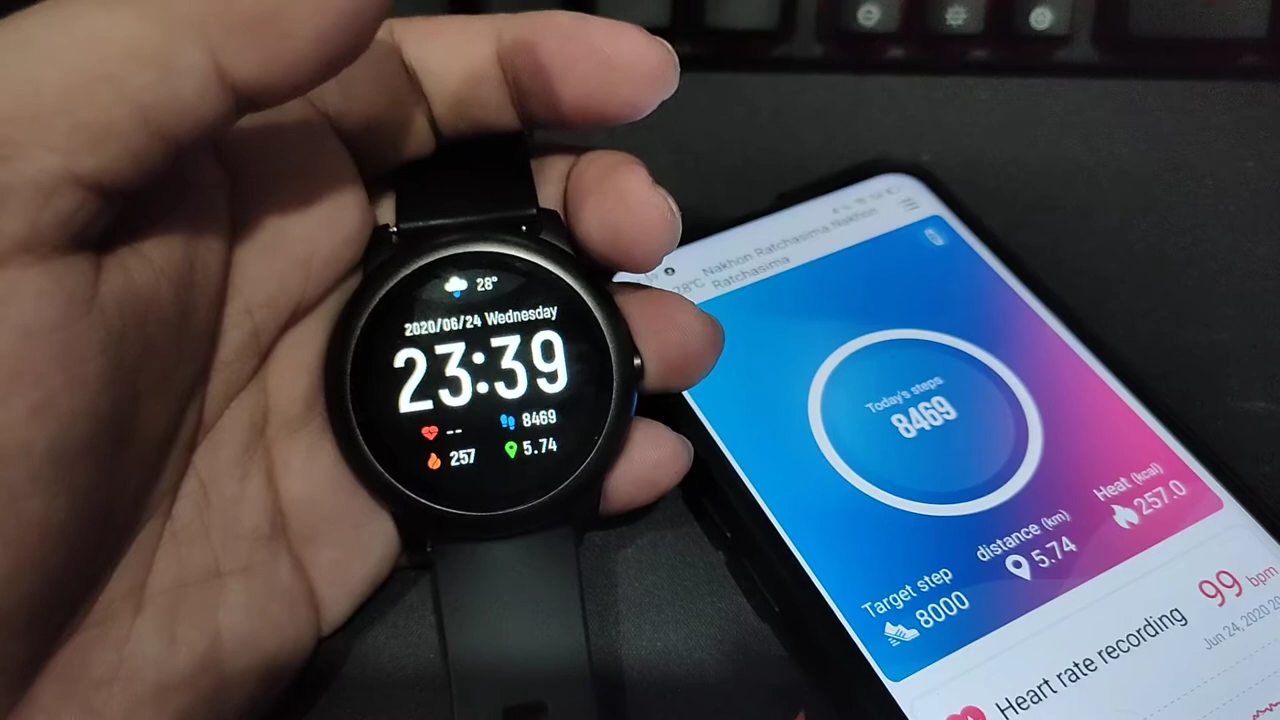 28°
2020/06/24 Wednesday
23:39
-- 8469
257 5.74
28°C Nakhon Ratchasima,Nakhon
Ratchasima
Today's steps
8469
Target step
8000
distance (km)
5.74
Heat (kcal)
257.0
Heart rate recording
99 bpm
Jun 24, 2020